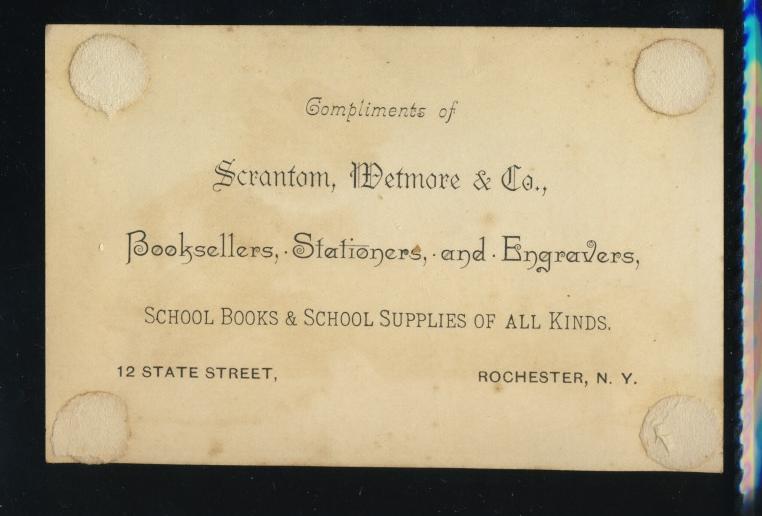 Compliments of
Scrantom, Wetmore & Co.,
Booksellers, · Stationers, · and · Engravers,
SCHOOL BOOKS & SCHOOL SUPPLIES OF ALL KINDS.
12 STATE STREET, ROCHESTER, N. Y.